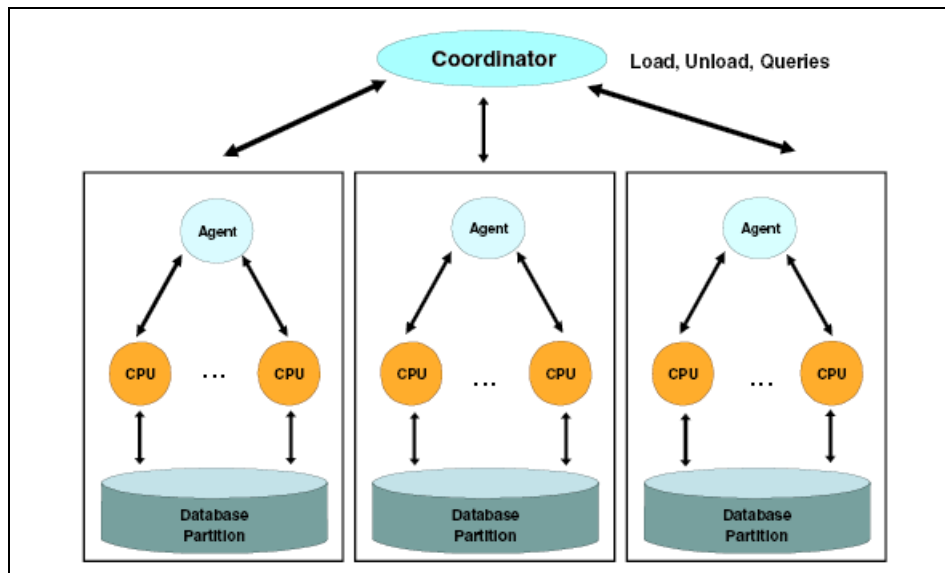 Coordinator
Load, Unload, Queries
Agent
Agent
Agent
CPU
...
CPU
CPU
...
CPU
CPU
...
CPU
Database
Partition
Database
Partition
Database
Partition